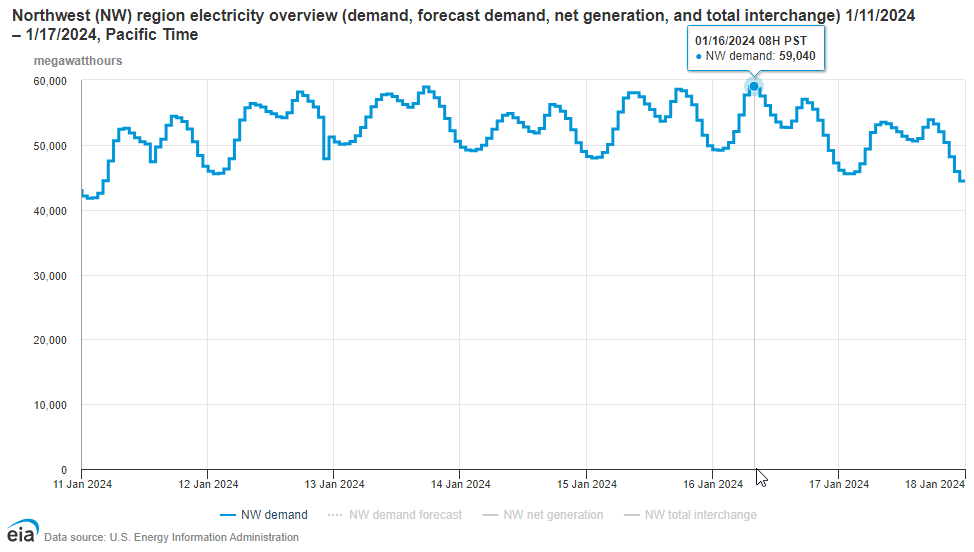 Northwest (NW) region electricity overview (demand, forecast demand, net generation, and total interchange) 1/11/2024
– 1/17/2024, Pacific Time
megawatthours
01/16/2024 08H PST
● NW demand: 59,040
60,000
50,000
40,000
30,000
20,000
10,000
0
11 Jan 2024 12 Jan 2024 13 Jan 2024 14 Jan 2024 15 Jan 2024 16 Jan 2024 17 Jan 2024 18 Jan 2024
NW demand NW demand forecast NW net generation NW total interchange
eia Data source: U.S. Energy Information Administration